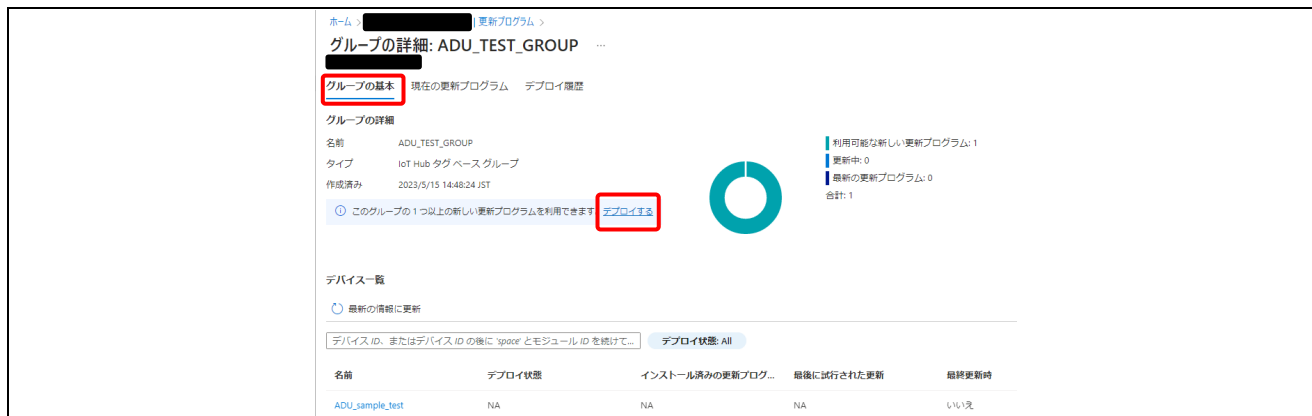 ホーム > | 更新プログラム >
グループの詳細: ADU_TEST_GROUP ...
グループの基本 現在の更新プログラム デプロイ履歴
グループの詳細
名前 ADU_TEST_GROUP
利用可能な新しい更新プログラム: 1
タイプ IoT Hub タグ ベース グループ
更新中: 0
作成済み 2023/5/15 14:48:24 JST
最新の更新プログラム: 0
合計: 1
このグループの 1 つ以上の新しい更新プログラムを利用できます。 デプロイする
デバイス一覧
最新の情報に更新
デバイス ID、またはデバイス ID の後に 'space' とモジュール ID を続けて... デプロイ状態: All
名前 デプロイ状態 インストール済みの更新プログ... 最後に試行された更新 最終更新時
ADU_sample_test NA NA NA いいえ